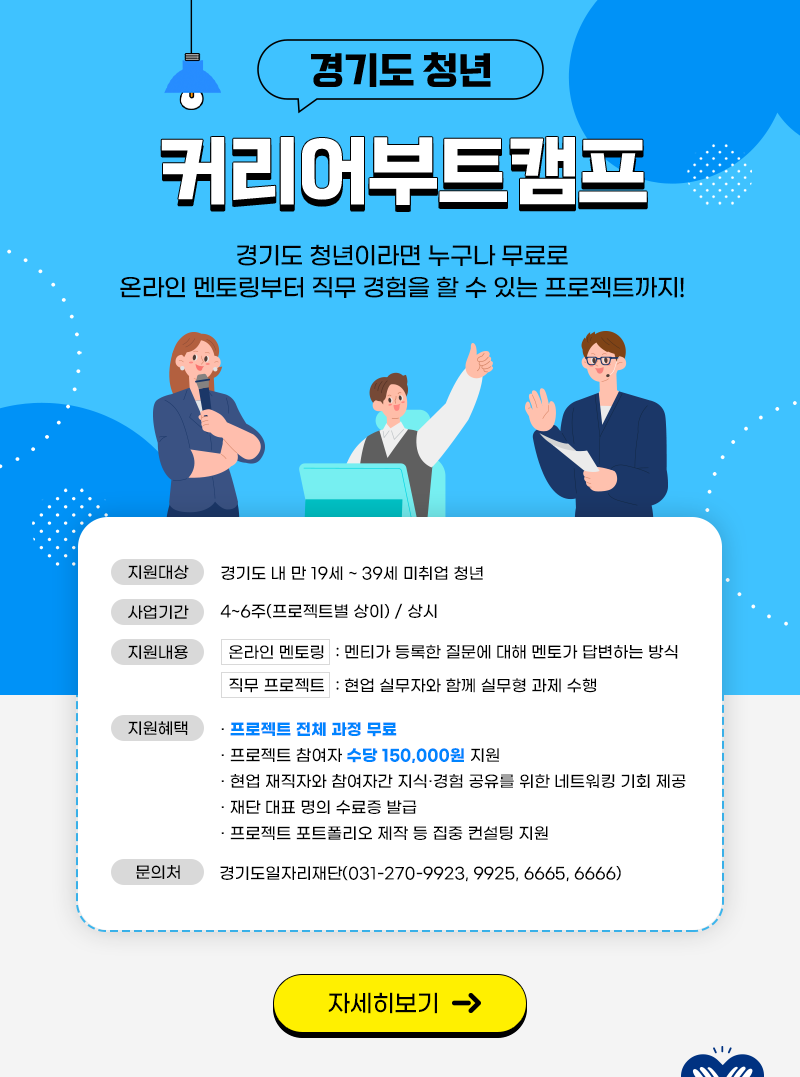 경기도 청년
커리어부트캠프
경기도 청년이라면 누구나 무료로
온라인 멘토링부터 직무 경험을 할 수 있는 프로젝트까지!
지원대상 경기도 내 만 19세 ~ 39세 미취업 청년
사업기간 4~6주(프로젝트별 상이) / 상시
지원내용 온라인 멘토링 : 멘티가 등록한 질문에 대해 멘토가 답변하는 방식
직무 프로젝트 : 현업 실무자와 함께 실무형 과제 수행
지원혜택 · 프로젝트 전체 과정 무료
· 프로젝트 참여자 수당 150,000원 지원
· 현업 재직자와 참여자간 지식·경험 공유를 위한 네트워킹 기회 제공
· 재단 대표 명의 수료증 발급
· 프로젝트 포트폴리오 제작 등 집중 컨설팅 지원
문의처 경기도일자리재단(031-270-9923, 9925, 6665, 6666)
자세히보기 →